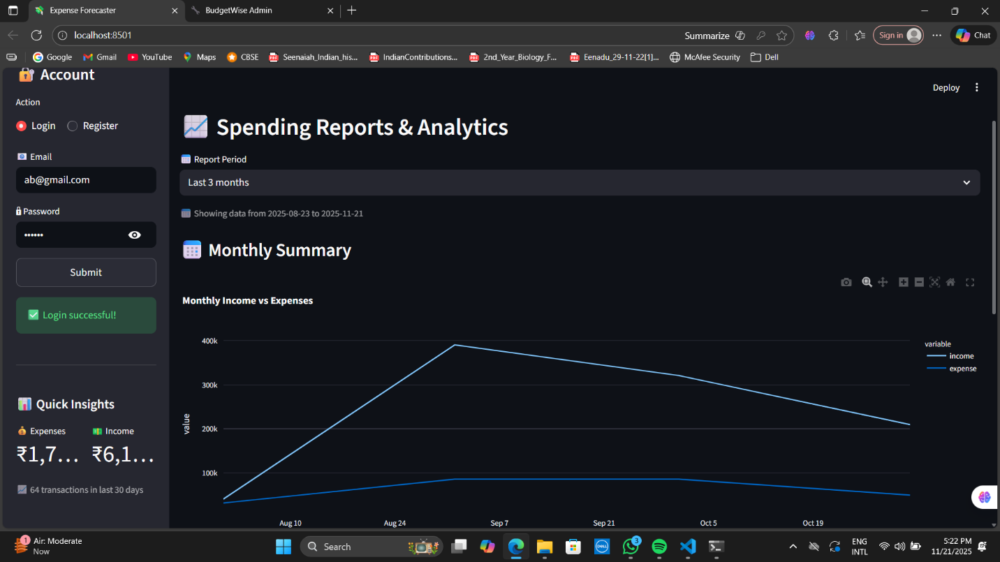 Expense Forecaster
BudgetWise Admin
localhost:8501
Summarize
Sign in
Chat
Google
Gmail
YouTube
Maps
CBSE
Seenaiah_Indian_his...
IndianContributions...
2nd_Year_Biology_F...
Eenadu_29-11-22[1]...
McAfee Security
Dell
Account
Action
Login
Register
Email
ab@gmail.com
Password
••••••
Submit
Login successful!
Quick Insights
Expenses
Income
₹1,7...
₹6,1...
64 transactions in last 30 days
Deploy
Spending Reports & Analytics
Report Period
Last 3 months
Showing data from 2025-08-23 to 2025-11-21
Monthly Summary
Monthly Income vs Expenses
400k
300k
200k
100k
value
variable
income
expense
Aug 10
Aug 24
Sep 7
Sep 21
Oct 5
Oct 19
1
Air: Moderate
Now
Search
DELL
3
ENG
INTL
5:22 PM
11/21/2025